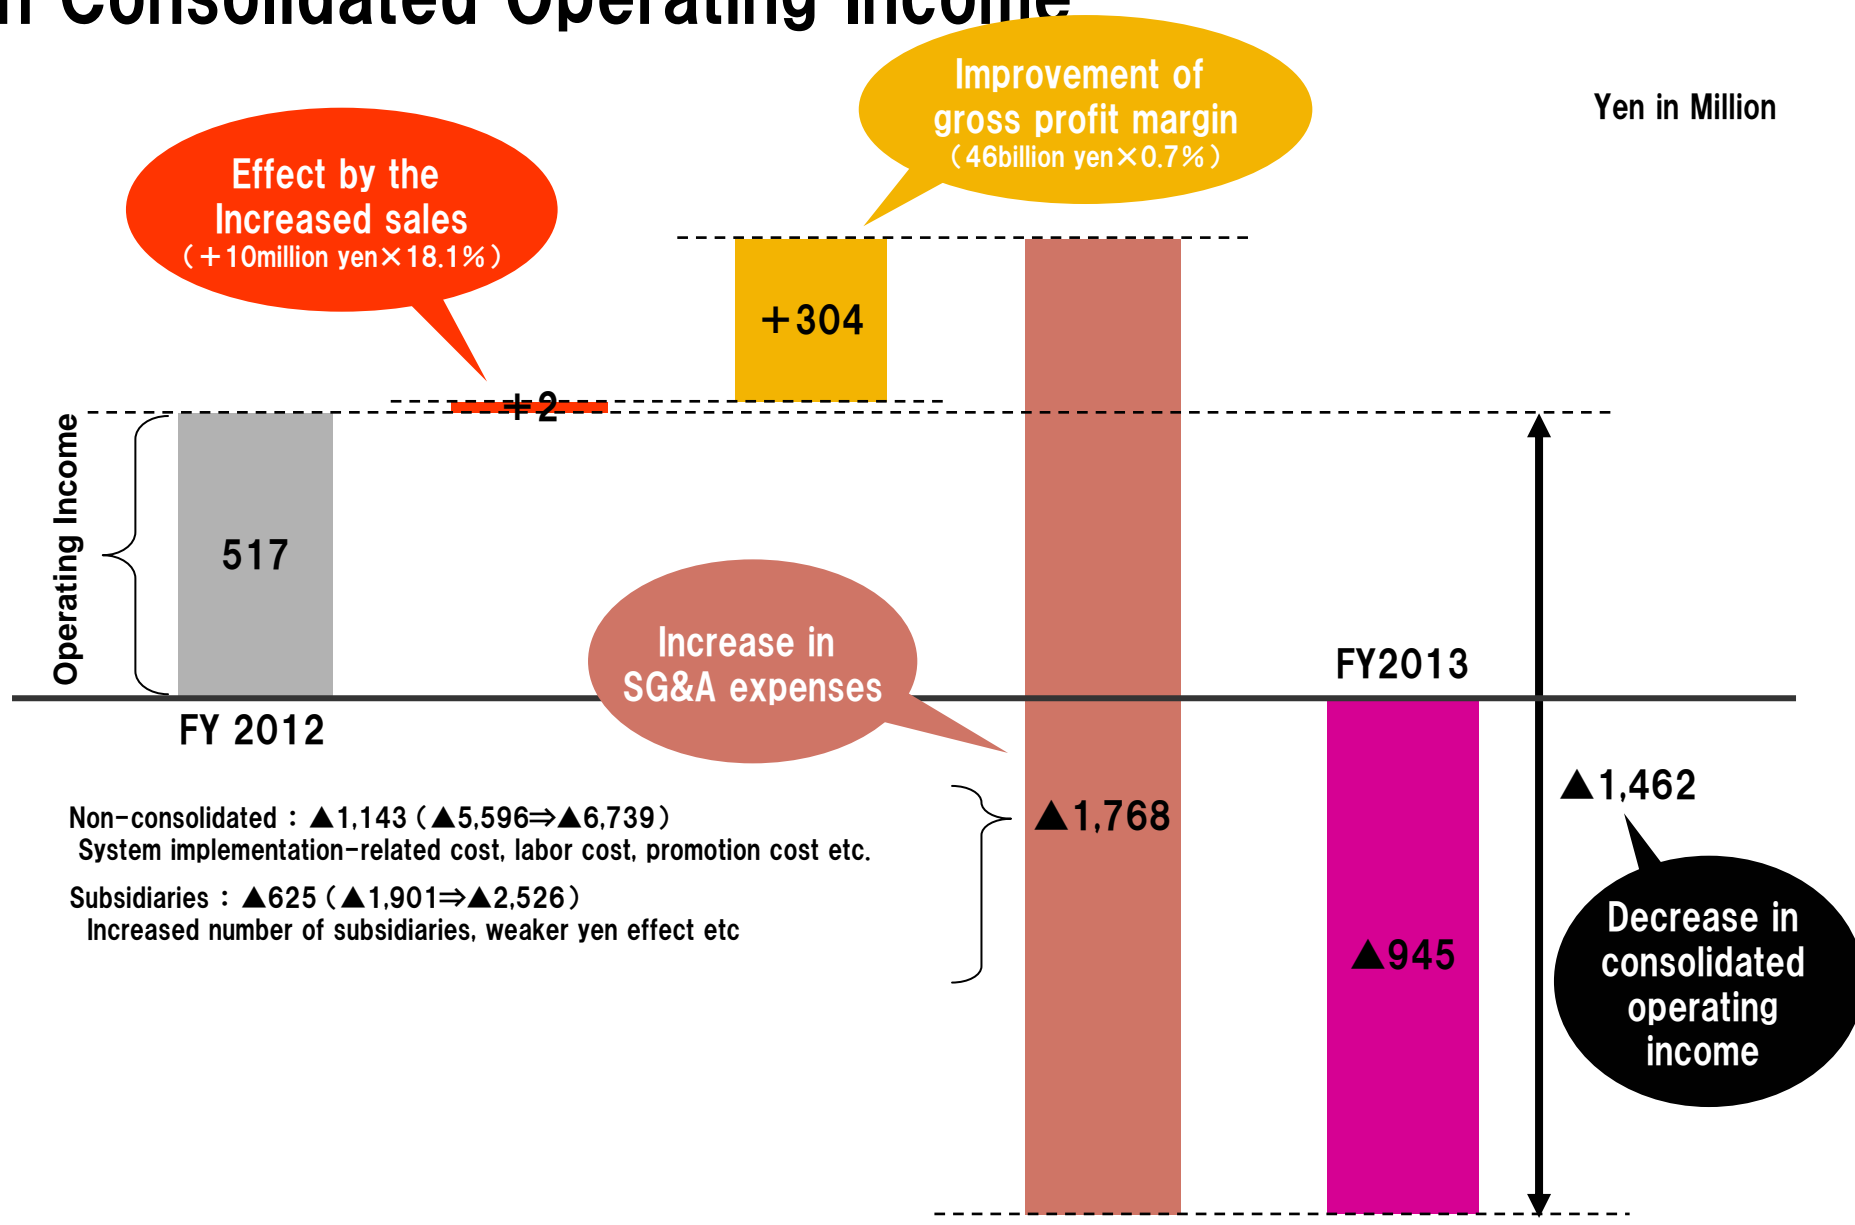 n Consolidated Operating Income
Yen in Million
Improvement of
gross profit margin
(46billion yen×0.7%)
Effect by the
Increased sales
(+10million yen×18.1%)
+304
+2
Operating Income
517
Increase in
SG&A expenses
FY2013
FY 2012
▲1,462
▲1,768
Non-consolidated : ▲1,143 (▲5,596⇒▲6,739)
System implementation-related cost, labor cost, promotion cost etc.
Subsidiaries : ▲625 (▲1,901⇒▲2,526)
Increased number of subsidiaries, weaker yen effect etc
▲945
Decrease in
consolidated
operating
income